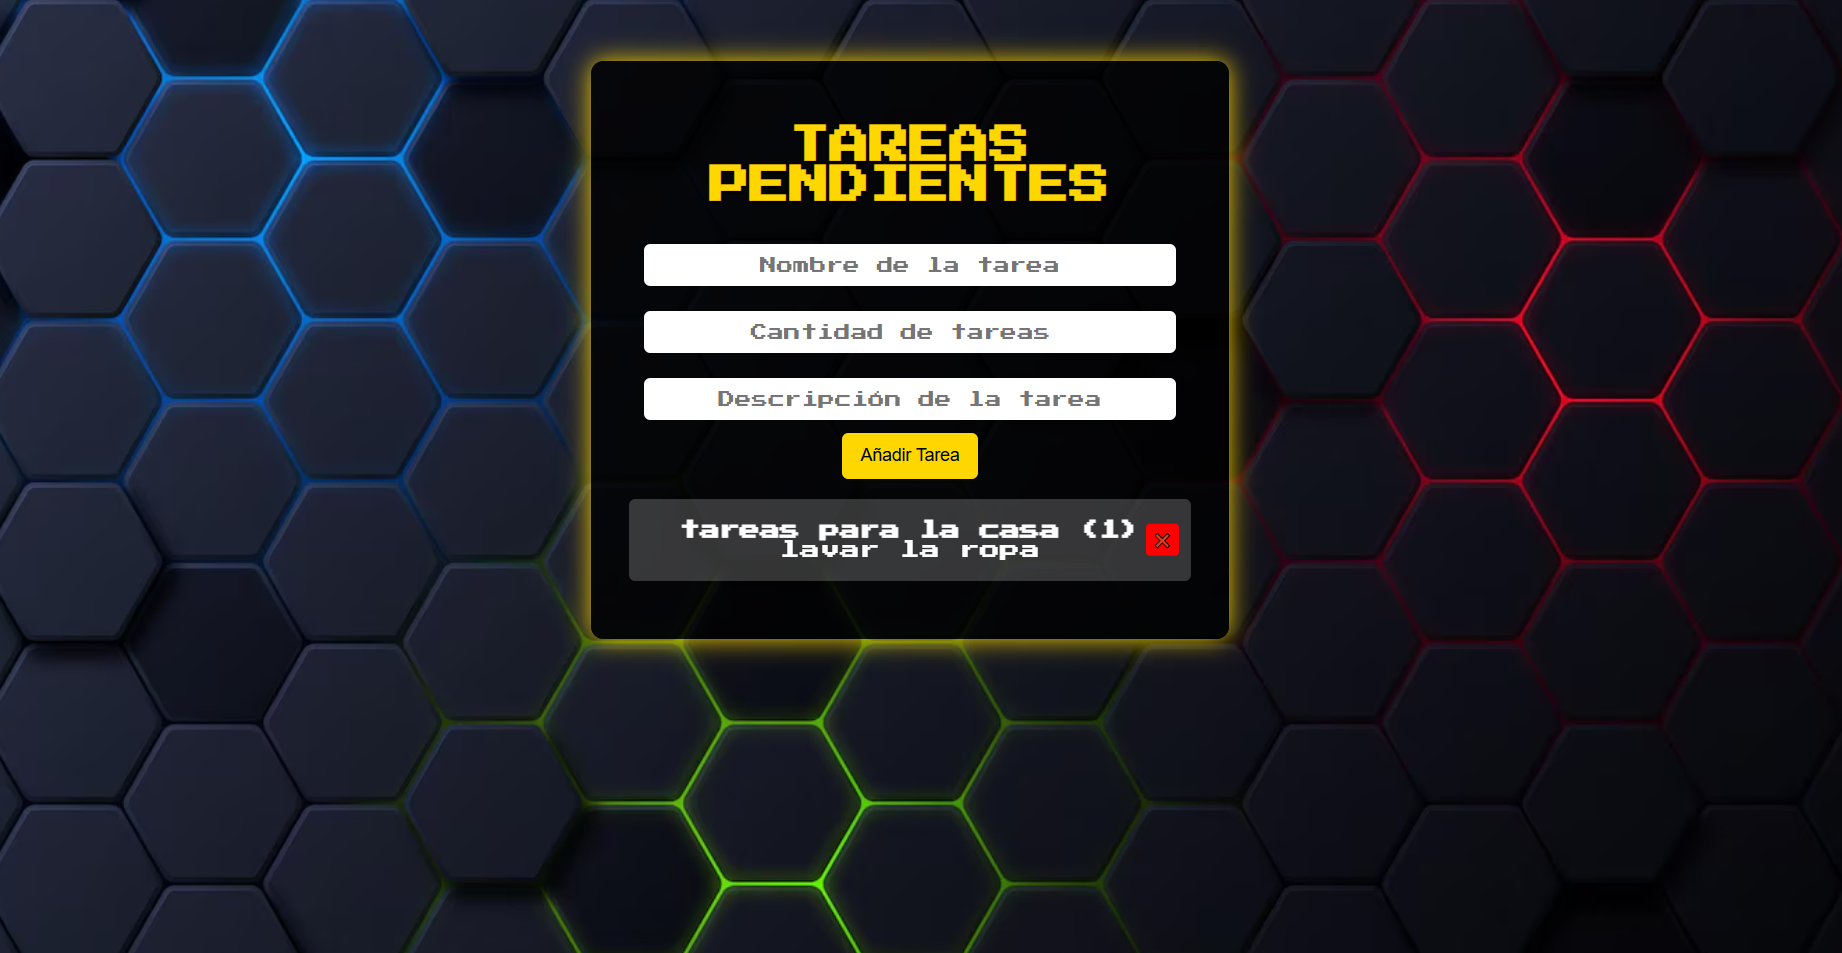 TAREAS
PENDIENTES
Nombre de la tarea
Cantidad de tareas
Descripción de la tarea
Añadir Tarea
tareas para la casa (1)
lavar la ropa